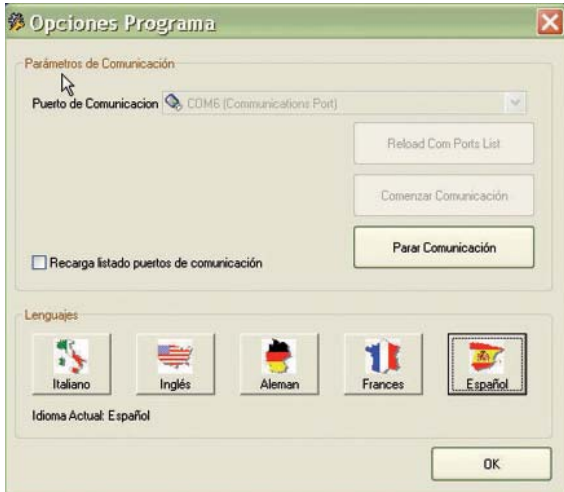 Opciones Programa
Parámetros de Comunicación
Puerto de Comunicacion COM6 (Communications Port)
Reload Com Ports List
Comenzar Comunicación
Parar Comunicación
Recarga listado puertos de comunicación
Lenguajes
Italiano Inglés Aleman Frances Español
Idioma Actual: Español
OK